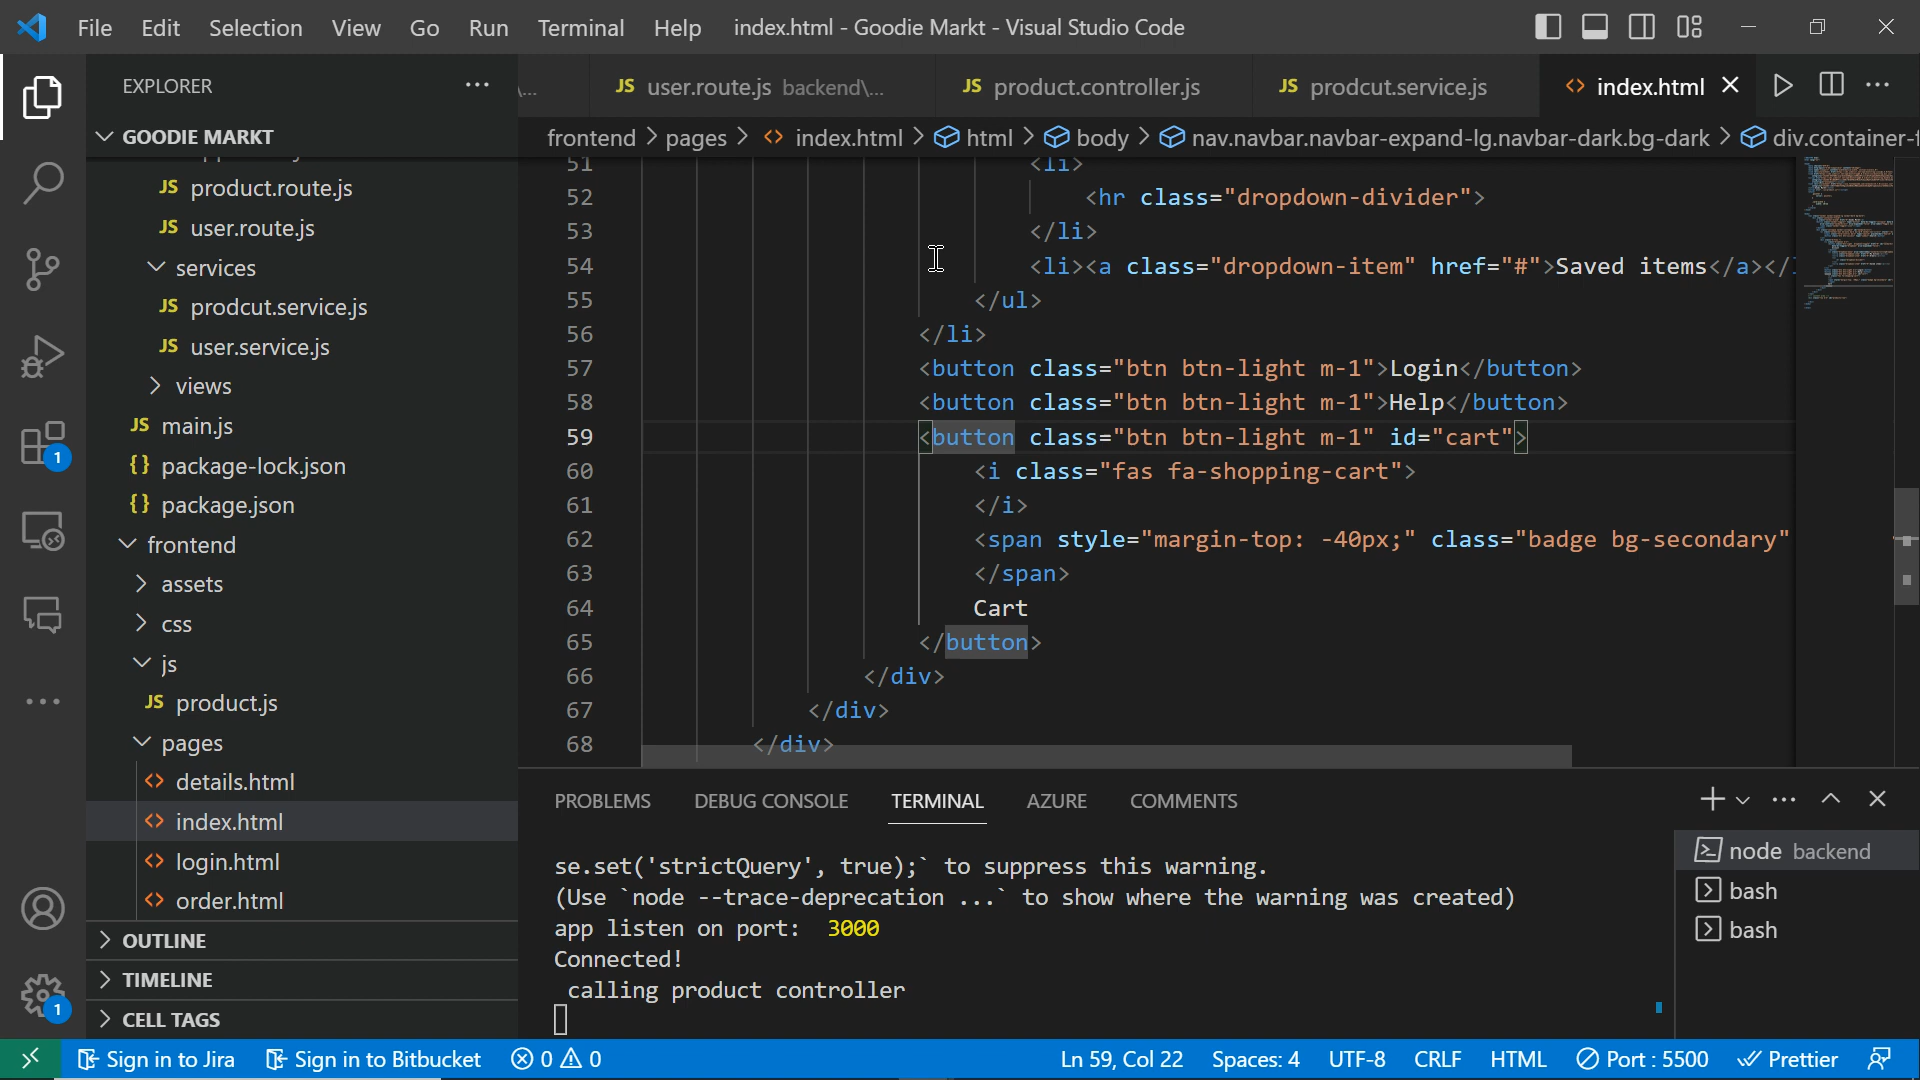 File Edit Selection View Go Run Terminal Help index.html - Goodie Markt - Visual Studio Code
EXPLORER ...
\... JS user.route.js backend\... JS product.controller.js JS prodcut.service.js <> index.html
GOODIE MARKT
frontend > pages > <> index.html > html > body > nav.navbar.navbar-expand-lg.navbar-dark.bg-dark >
JS product.route.js
JS user.route.js
services
JS prodcut.service.js
JS user.service.js
views
JS main.js
{} package-lock.json
{} package.json
frontend
assets
css
js
JS product.js
pages
<> details.html
<> index.html
<> login.html
<> order.html
OUTLINE
TIMELINE
CELL TAGS
1
1
51 <li>
52 <hr class="dropdown-divider">
53 </li>
54 <li><a class="dropdown-item" href="#">Saved items</a></
55 </ul>
56 </li>
57 <button class="btn btn-light m-1">Login</button>
58 <button class="btn btn-light m-1">Help</button>
59 <button class="btn btn-light m-1" id="cart">
60 <i class="fas fa-shopping-cart">
61 </i>
62 <span style="margin-top: -40px;" class="badge bg-secondary"
63 </span>
64 Cart
65 </button>
66 </div>
67 </div>
68 </div>
PROBLEMS DEBUG CONSOLE TERMINAL AZURE COMMENTS
se.set('strictQuery', true);` to suppress this warning.
(Use `node --trace-deprecation ...` to show where the warning was created)
app listen on port: 3000
Connected!
calling product controller
node backend
bash
bash
Sign in to Jira Sign in to Bitbucket 0 0 Ln 59, Col 22 Spaces: 4 UTF-8 CRLF HTML Port : 5500 Prettier